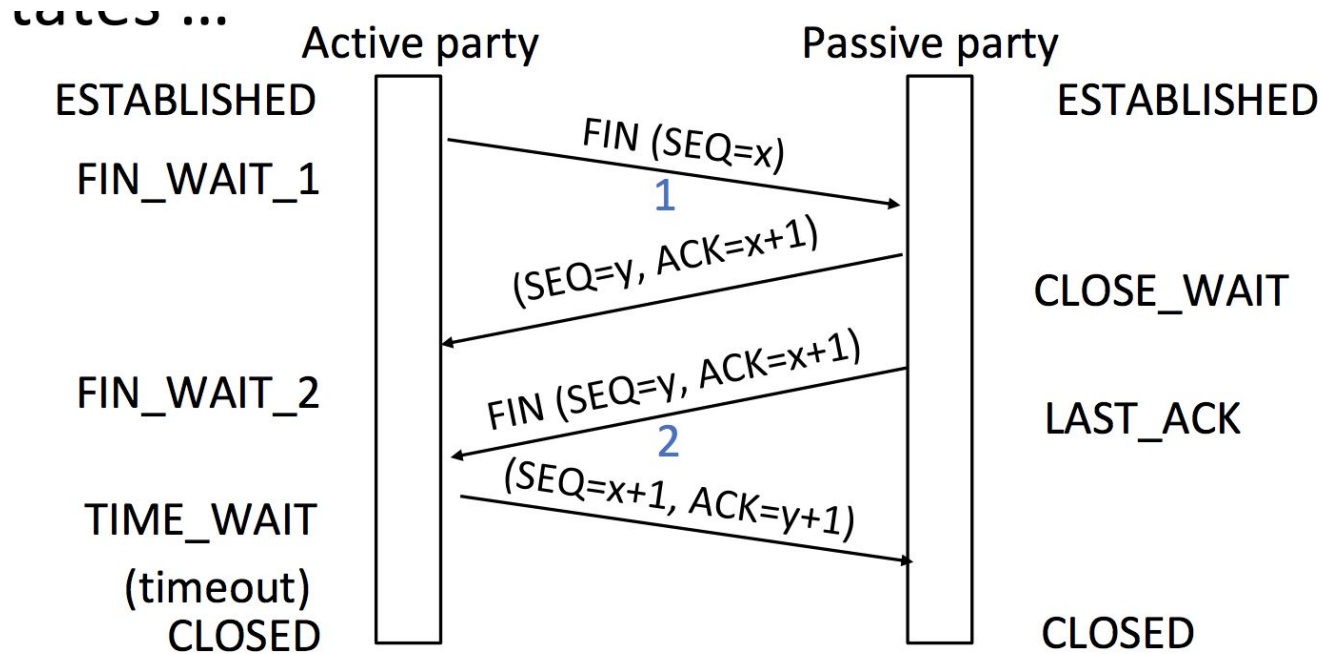 Active party Passive party
ESTABLISHED ESTABLISHED
FIN (SEQ=x)
FIN_WAIT_1
1
(SEQ=y, ACK=x+1)
CLOSE_WAIT
FIN (SEQ=y, ACK=x+1)
FIN_WAIT_2
LAST_ACK
2
(SEQ=x+1, ACK=y+1)
TIME_WAIT
(timeout)
CLOSED CLOSED